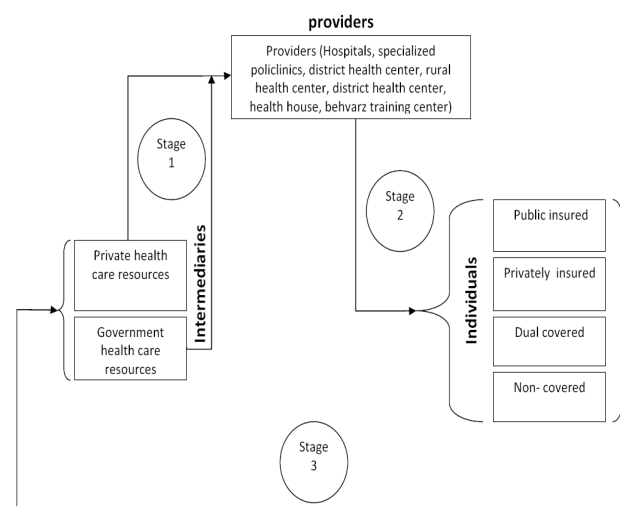 providers
Providers (Hospitals, specialized
policlinics, district health center, rural
health center, district health center,
health house, behvarz training center)
Stage
1
Stage
2
Private health
care resources
Government
health care
resources
Intermediaries
Individuals
Public insured
Privately insured
Dual covered
Non- covered
Stage
3